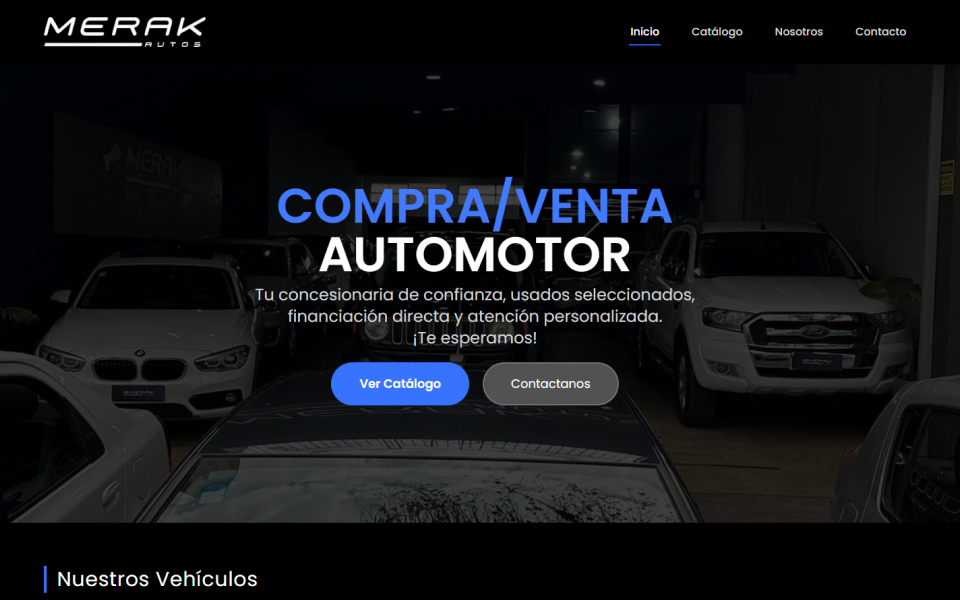 MERAK
AUTOS
Inicio
Catálogo
Nosotros
Contacto
MERAK
COMPRA/VENTA
AUTOMOTOR
Tu concesionaria de confianza, usados seleccionados,
financiación directa y atención personalizada.
¡Te esperamos!
Ver Catálogo
Contactanos
Nuestros Vehículos